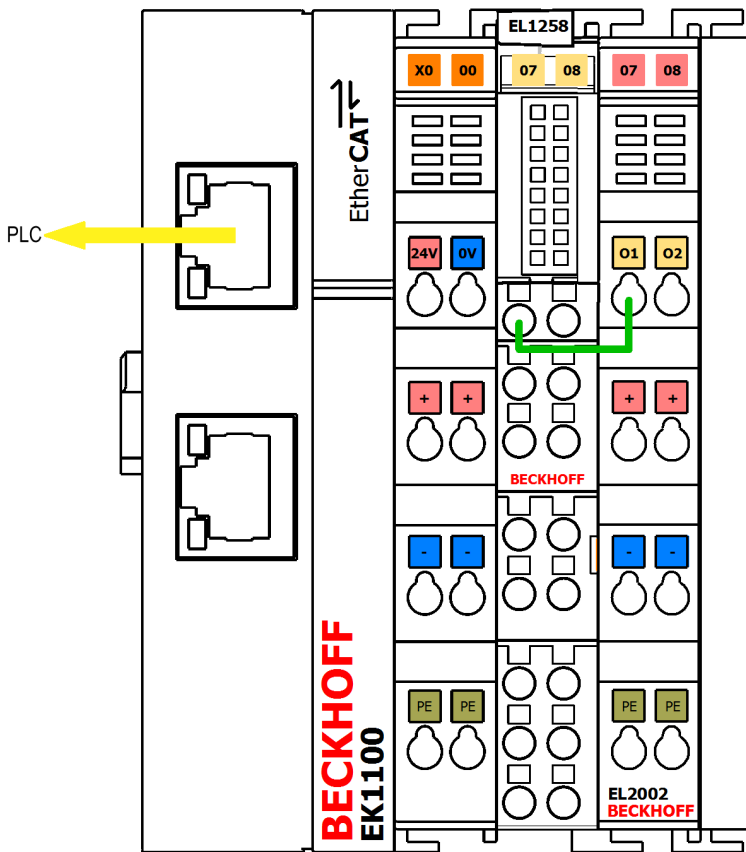 EL1258
X0 00 07 08 07 08
EtherCAT
PLC
24V 0V O1 O2
+ + + +
BECKHOFF
- - - -
BECKHOFF
EK1100
PE PE PE PE
EL2002
BECKHOFF